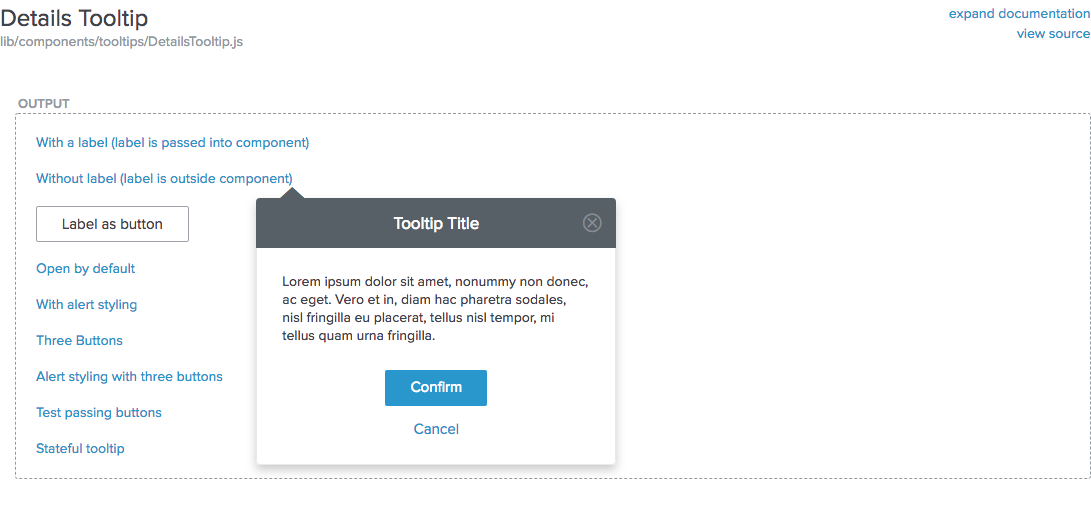 Details Tooltip
expand documentation
lib/components/tooltips/DetailsTooltip.js
view source
OUTPUT
With a label (label is passed into component)
Without label (label is outside component)
Label as button
Open by default
With alert styling
Three Buttons
Alert styling with three buttons
Test passing buttons
Stateful tooltip
Tooltip Title
Lorem ipsum dolor sit amet, nonummy non donec,
ac eget. Vero et in, diam hac pharetra sodales,
nisl fringilla eu placerat, tellus nisl tempor, mi
tellus quam urna fringilla.
Confirm
Cancel